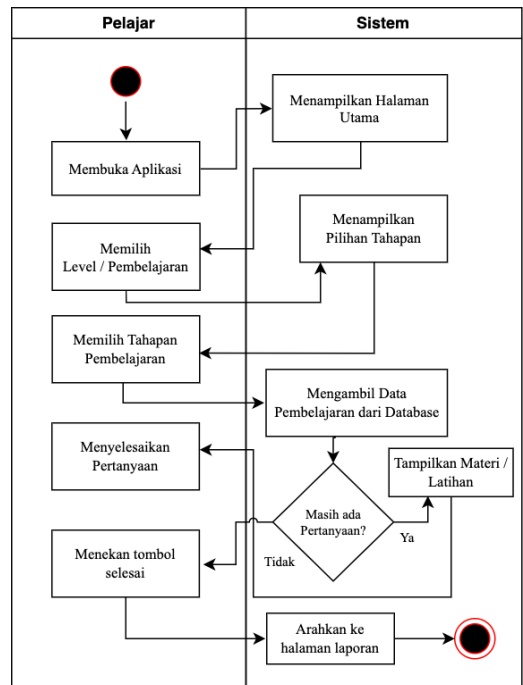 Pelajar
Sistem
Menampilkan Halaman
Utama
Membuka Aplikasi
Memilih
Level / Pembelajaran
Menampilkan
Pilihan Tahapan
Memilih Tahapan
Pembelajaran
Mengambil Data
Pembelajaran dari Database
Menyelesaikan
Pertanyaan
Tampilkan Materi /
Latihan
Masih ada
Pertanyaan?
Ya
Tidak
Menekan tombol
selesai
Arahkan ke
halaman laporan